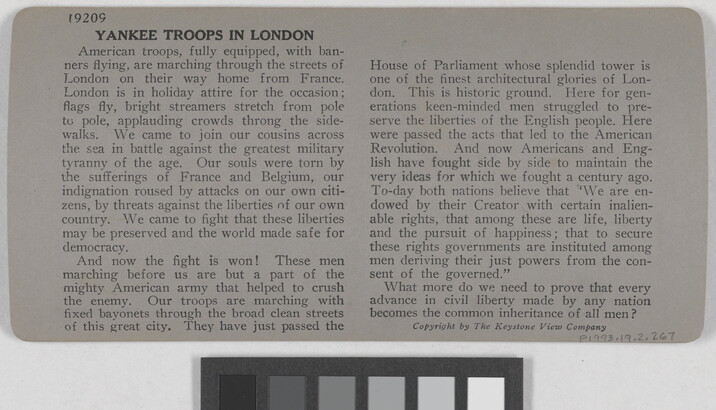 19209
YANKEE TROOPS IN LONDON
American troops, fully equipped, with ban-
ners flying, are marching through the streets of
London on their way home from France.
London is in holiday attire for the occasion;
flags fly, bright streamers stretch from pole
to pole, applauding crowds throng the side-
walks. We came to join our cousins across
the sea in battle against the greatest military
tyranny of the age. Our souls were torn by
the sufferings of France and Belgium, our
indignation roused by attacks on our own citi-
zens, by threats against the liberties of our own
country. We came to fight that these liberties
may be preserved and the world made safe for
democracy.
And now the fight is won! These men
marching before us are but a part of the
mighty American army that helped to crush
the enemy. Our troops are marching with
fixed bayonets through the broad clean streets
of this great city. They have just passed the
House of Parliament whose splendid tower is
one of the finest architectural glories of Lon-
don. This is historic ground. Here for gen-
erations keen-minded men struggled to pre-
serve the liberties of the English people. Here
were passed the acts that led to the American
Revolution. And now Americans and Eng-
lish have fought side by side to maintain the
very ideas for which we fought a century ago.
To-day both nations believe that "We are en-
dowed by their Creator with certain inalien-
able rights, that among these are life, liberty
and the pursuit of happiness; that to secure
these rights governments are instituted among
men deriving their just powers from the con-
sent of the governed."
What more do we need to prove that every
advance in civil liberty made by any nation
becomes the common inheritance of all men?
Copyright by The Keystone View Company
P1993.19.2.267